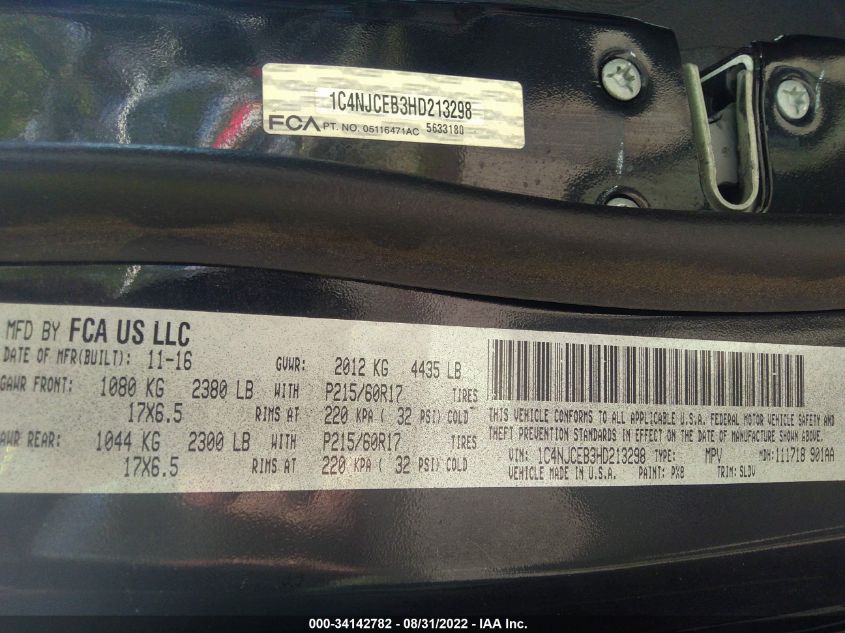 1C4NJCEB3HD213298
FCA PT. NO. 05116471AC 5633180
MFD BY FCA US LLC
DATE OF MFR(BUILT): 11-16 GVWR: 2012 KG 4435 LB
GAWR FRONT: 1080 KG 2380 LB WITH P215/60R17 TIRES
17X6.5 RIMS AT 220 KPA ( 32 PSI) COLD
AWR REAR: 1044 KG 2300 LB WITH P215/60R17 TIRES
17X6.5 RIMS AT 220 KPA ( 32 PSI) COLD
THIS VEHICLE CONFORMS TO ALL APPLICABLE U.S.A. FEDERAL MOTOR VEHICLE SAFETY AND
THEFT PREVENTION STANDARDS IN EFFECT ON THE DATE OF MANUFACTURE SHOWN ABOVE.
VIN: 1C4NJCEB3HD213298 TYPE: MPV MDH:111718 901AA
VEHICLE MADE IN U.S.A. PAINT: PX8 TRIM: SLDV
000-34142782 - 08/31/2022 - IAA Inc.